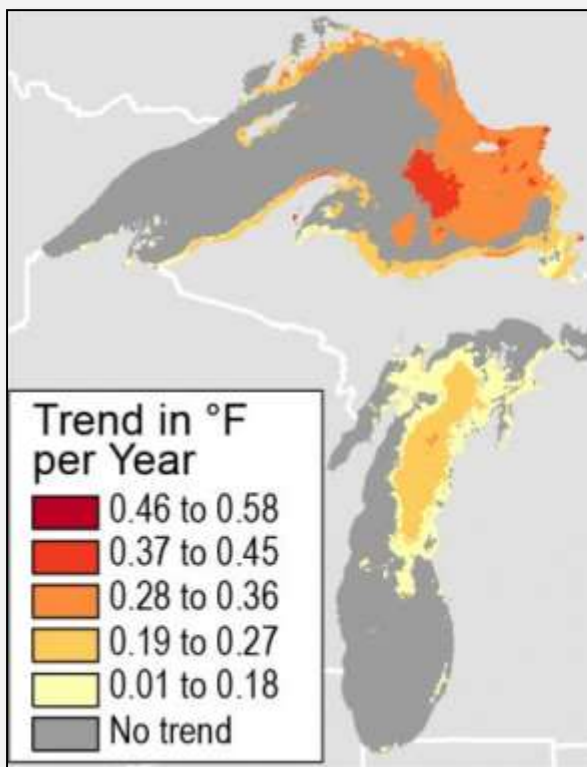 Trend in °F
per Year
0.46 to 0.58
0.37 to 0.45
0.28 to 0.36
0.19 to 0.27
0.01 to 0.18
No trend